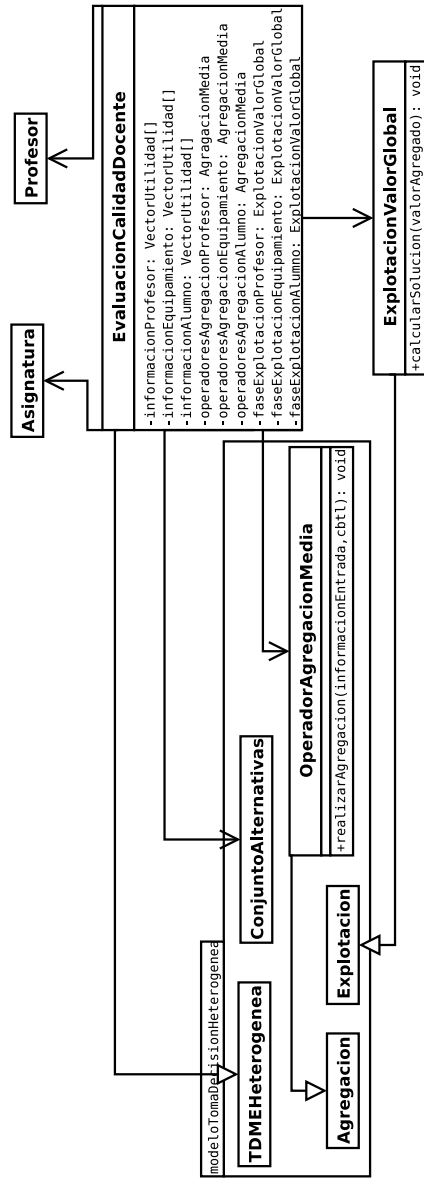 modeloTomaDecisionHeterogenea
TDMEHeterogenea
ConjuntoAlternativas
Agregacion
Explotacion
OperadorAgregacionMedia
+realizarAgregacion(informacionEntrada,cbtl): void
Asignatura
Profesor
EvaluacionCalidadDocente
-informacionProfesor: VectorUtilidad[]
-informacionEquipamiento: VectorUtilidad[]
-informacionAlumno: VectorUtilidad[]
-operadoresAgregacionProfesor: AgragacionMedia
-operadoresAgregacionEquipamiento: AgregacionMedia
-operadoresAgregacionAlumno: AgregacionMedia
-faseExplotacionProfesor: ExplotacionValorGlobal
-faseExplotacionEquipamiento: ExplotacionValorGlobal
-faseExplotacionAlumno: ExplotacionValorGlobal
ExplotacionValorGlobal
+calcularSolucion(valorAgregado): void